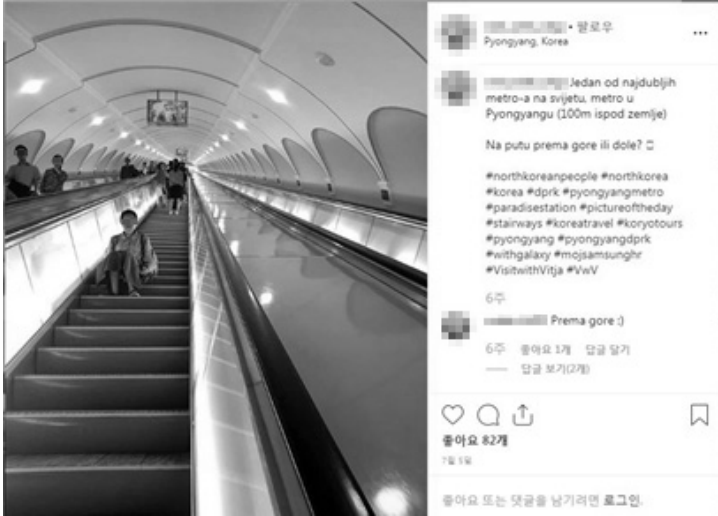 • 팔로우
Pyongyang, Korea
Jedan od najdubljih
metro-a na svijetu, metro u
Pyongyangu (100m ispod zemlje)
Na putu prema gore ili dole?
#northkoreanpeople #northkorea
#korea #dprk #pyongyangmetro
#paradisestation #pictureoftheday
#stairways #koreatravel #koryotours
#pyongyang #pyongyangdprk
#withgalaxy #mojsamsunghr
#VisitwithVitja #VwV
6주
Prema gore :)
6주 좋아요 1개 답글 달기
답글 보기(2개)
좋아요 82개
7월 5일
좋아요 또는 댓글을 남기려면 로그인.